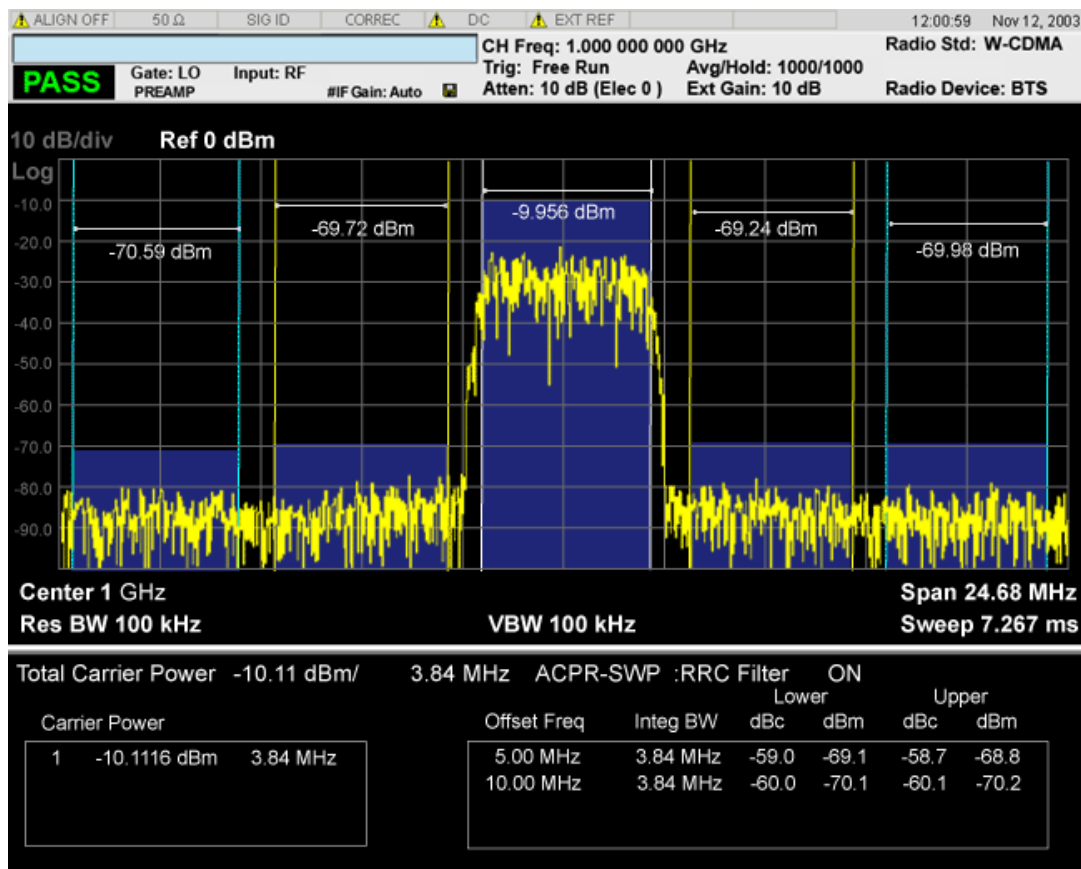 ALIGN OFF 50 Ω SIG ID CORREC DC EXT REF 12:00:59 Nov 12, 2003
CH Freq: 1.000 000 000 GHz Radio Std: W-CDMA
PASS Gate: LO Input: RF Trig: Free Run Avg/Hold: 1000/1000
PREAMP #IF Gain: Auto Atten: 10 dB (Elec 0 ) Ext Gain: 10 dB Radio Device: BTS
10 dB/div Ref 0 dBm
Log
-10.0
-9.956 dBm
-69.72 dBm -69.24 dBm
-20.0
-70.59 dBm -69.98 dBm
-30.0
-40.0
-50.0
-60.0
-70.0
-80.0
-90.0
Center 1 GHz Span 24.68 MHz
Res BW 100 kHz VBW 100 kHz Sweep 7.267 ms
Total Carrier Power -10.11 dBm/ 3.84 MHz ACPR-SWP :RRC Filter ON
Lower Upper
Carrier Power Offset Freq Integ BW dBc dBm dBc dBm
1 -10.1116 dBm 3.84 MHz 5.00 MHz 3.84 MHz -59.0 -69.1 -58.7 -68.8
10.00 MHz 3.84 MHz -60.0 -70.1 -60.1 -70.2